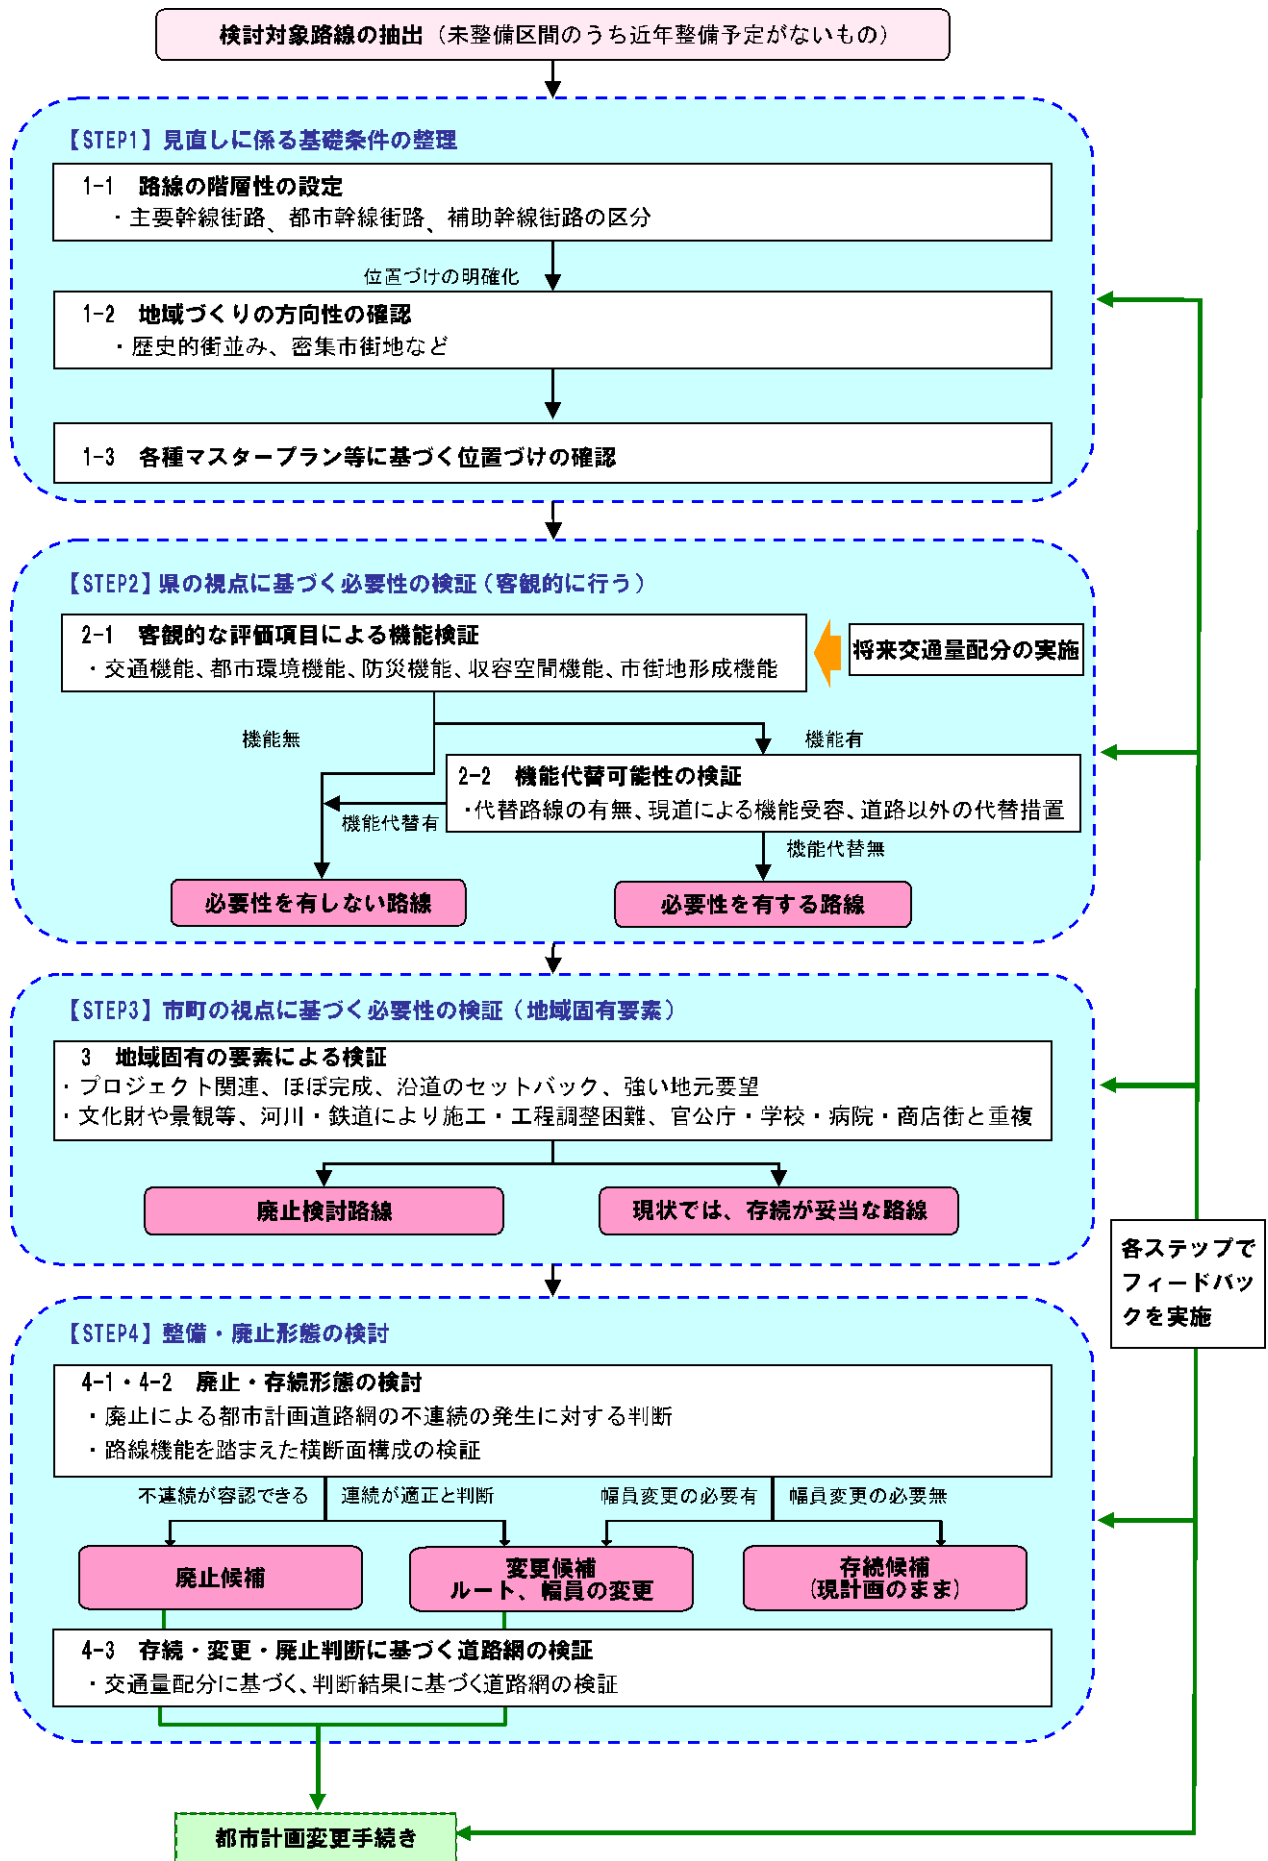 検討対象路線の抽出（未整備区間のうち近年整備予定がないもの）
【STEP1】見直しに係る基礎条件の整理
1-1 路線の階層性の設定
・主要幹線街路、都市幹線街路、補助幹線街路の区分
位置づけの明確化
1-2 地域づくりの方向性の確認
・歴史的街並み、密集市街地など
1-3 各種マスタープラン等に基づく位置づけの確認
【STEP2】県の視点に基づく必要性の検証（客観的に行う）
2-1 客観的な評価項目による機能検証
・交通機能、都市環境機能、防災機能、収容空間機能、市街地形成機能
将来交通量配分の実施
機能無
機能有
2-2 機能代替可能性の検証
・代替路線の有無、現道による機能受容、道路以外の代替措置
機能代替有
機能代替無
必要性を有しない路線
必要性を有する路線
【STEP3】市町の視点に基づく必要性の検証（地域固有要素）
3 地域固有の要素による検証
・プロジェクト関連、ほぼ完成、沿道のセットバック、強い地元要望
・文化財や景観等、河川・鉄道により施工・工程調整困難、官公庁・学校・病院・商店街と重複
廃止検討路線
現状では、存続が妥当な路線
各ステップで
フィードバッ
クを実施
【STEP4】整備・廃止形態の検討
4-1・4-2 廃止・存続形態の検討
・廃止による都市計画道路網の不連続の発生に対する判断
・路線機能を踏まえた横断面構成の検証
不連続が容認できる
連続が適正と判断
幅員変更の必要有
幅員変更の必要無
廃止候補
変更候補
ルート、幅員の変更
存続候補
(現計画のまま)
4-3 存続・変更・廃止判断に基づく道路網の検証
・交通量配分に基づく、判断結果に基づく道路網の検証
都市計画変更手続き